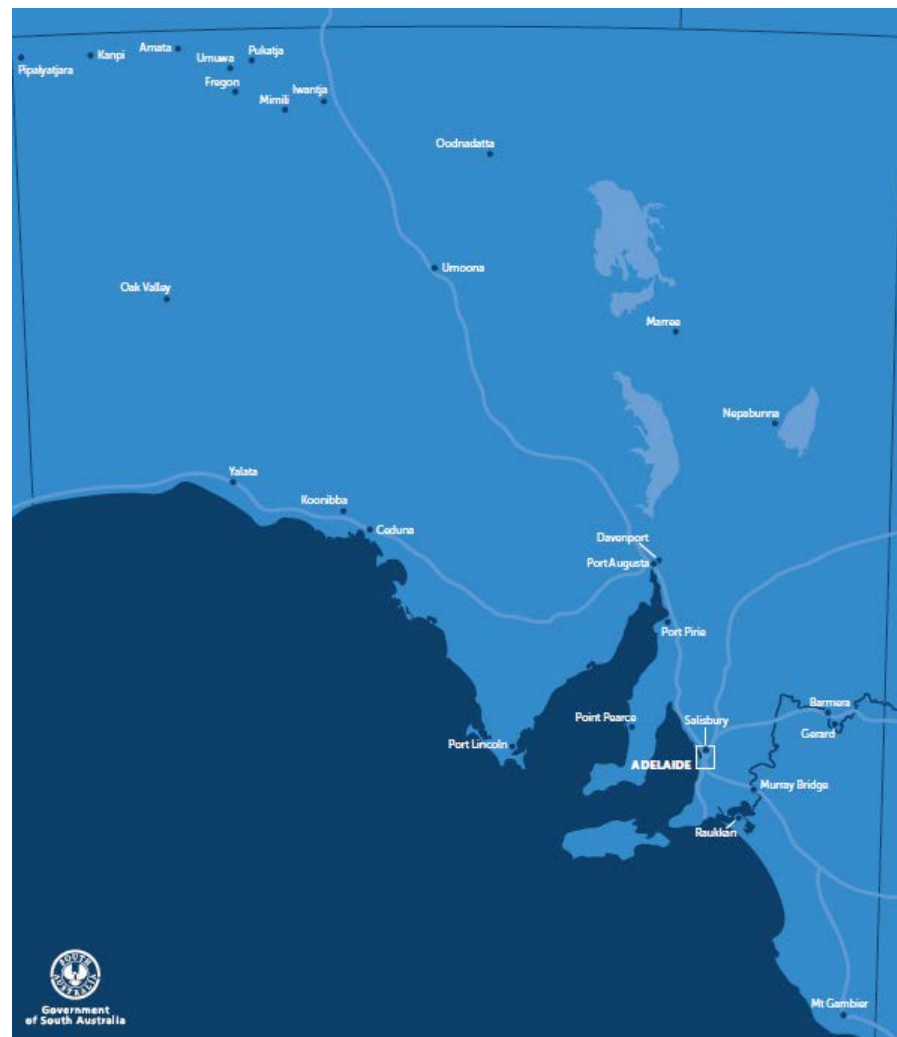 Pipalyatjara
Kanpi
Amata
Umuwa
Pukatja
Fregon
Mimili
Iwantja
Oodnadatta
Umoona
Oak Valley
Marree
Nepabunna
Yalata
Koonibba
Ceduna
Davenport
Port Augusta
Port Pirie
Point Pearce
Salisbury
Barmera
Gerard
Port Lincoln
ADELAIDE
Murray Bridge
Raukkan
Mt Gambier
SOUTH
AUSTRALIA
Government
of South Australia